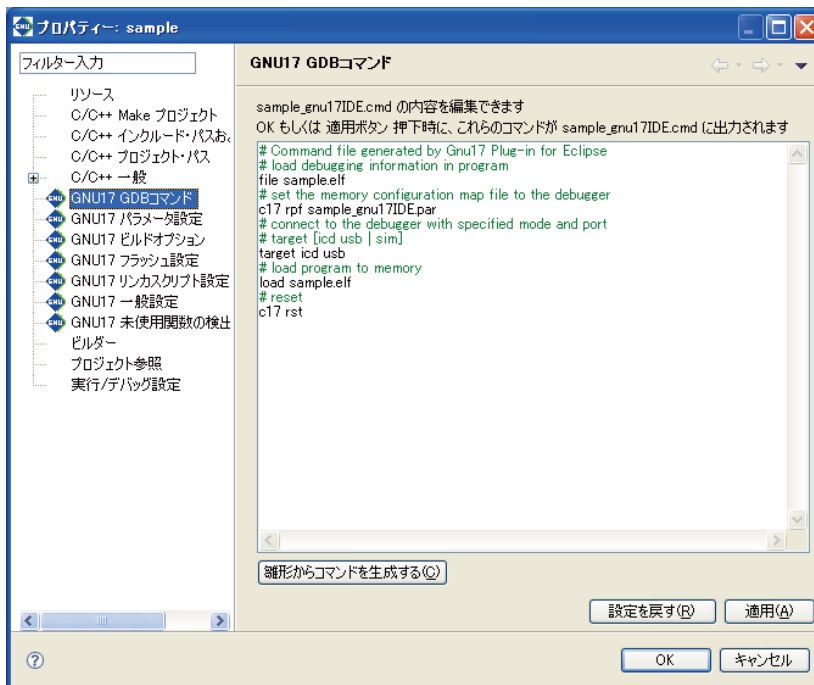 プロパティー: sample
フィルター入力
リソース
C/C++ Make プロジェクト
C/C++ インクルード・パスお、
C/C++ プロジェクト・パス
C/C++ 一般
GNU17 GDBコマンド
GNU17 パラメータ設定
GNU17 ビルドオプション
GNU17 フラッシュ設定
GNU17 リンカスクリプト設定
GNU17 一般設定
GNU17 未使用関数の検出
ビルダー
プロジェクト参照
実行/デバッグ設定
GNU17 GDBコマンド
sample_gnu17IDE.cmd の内容を編集できます
OK もしくは 適用ボタン 押下時に、これらのコマンドが sample_gnu17IDE.cmd に出力されます
# Command file generated by Gnu17 Plug-in for Eclipse
# load debugging information in program
file sample.elf
# set the memory configuration map file to the debugger
c17 rpf sample_gnu17IDE.par
# connect to the debugger with specified mode and port
# target [icd usb | sim]
target icd usb
# load program to memory
load sample.elf
# reset
c17 rst
雛形からコマンドを生成する(C)
設定を戻す(R)
適用(A)
OK
キャンセル